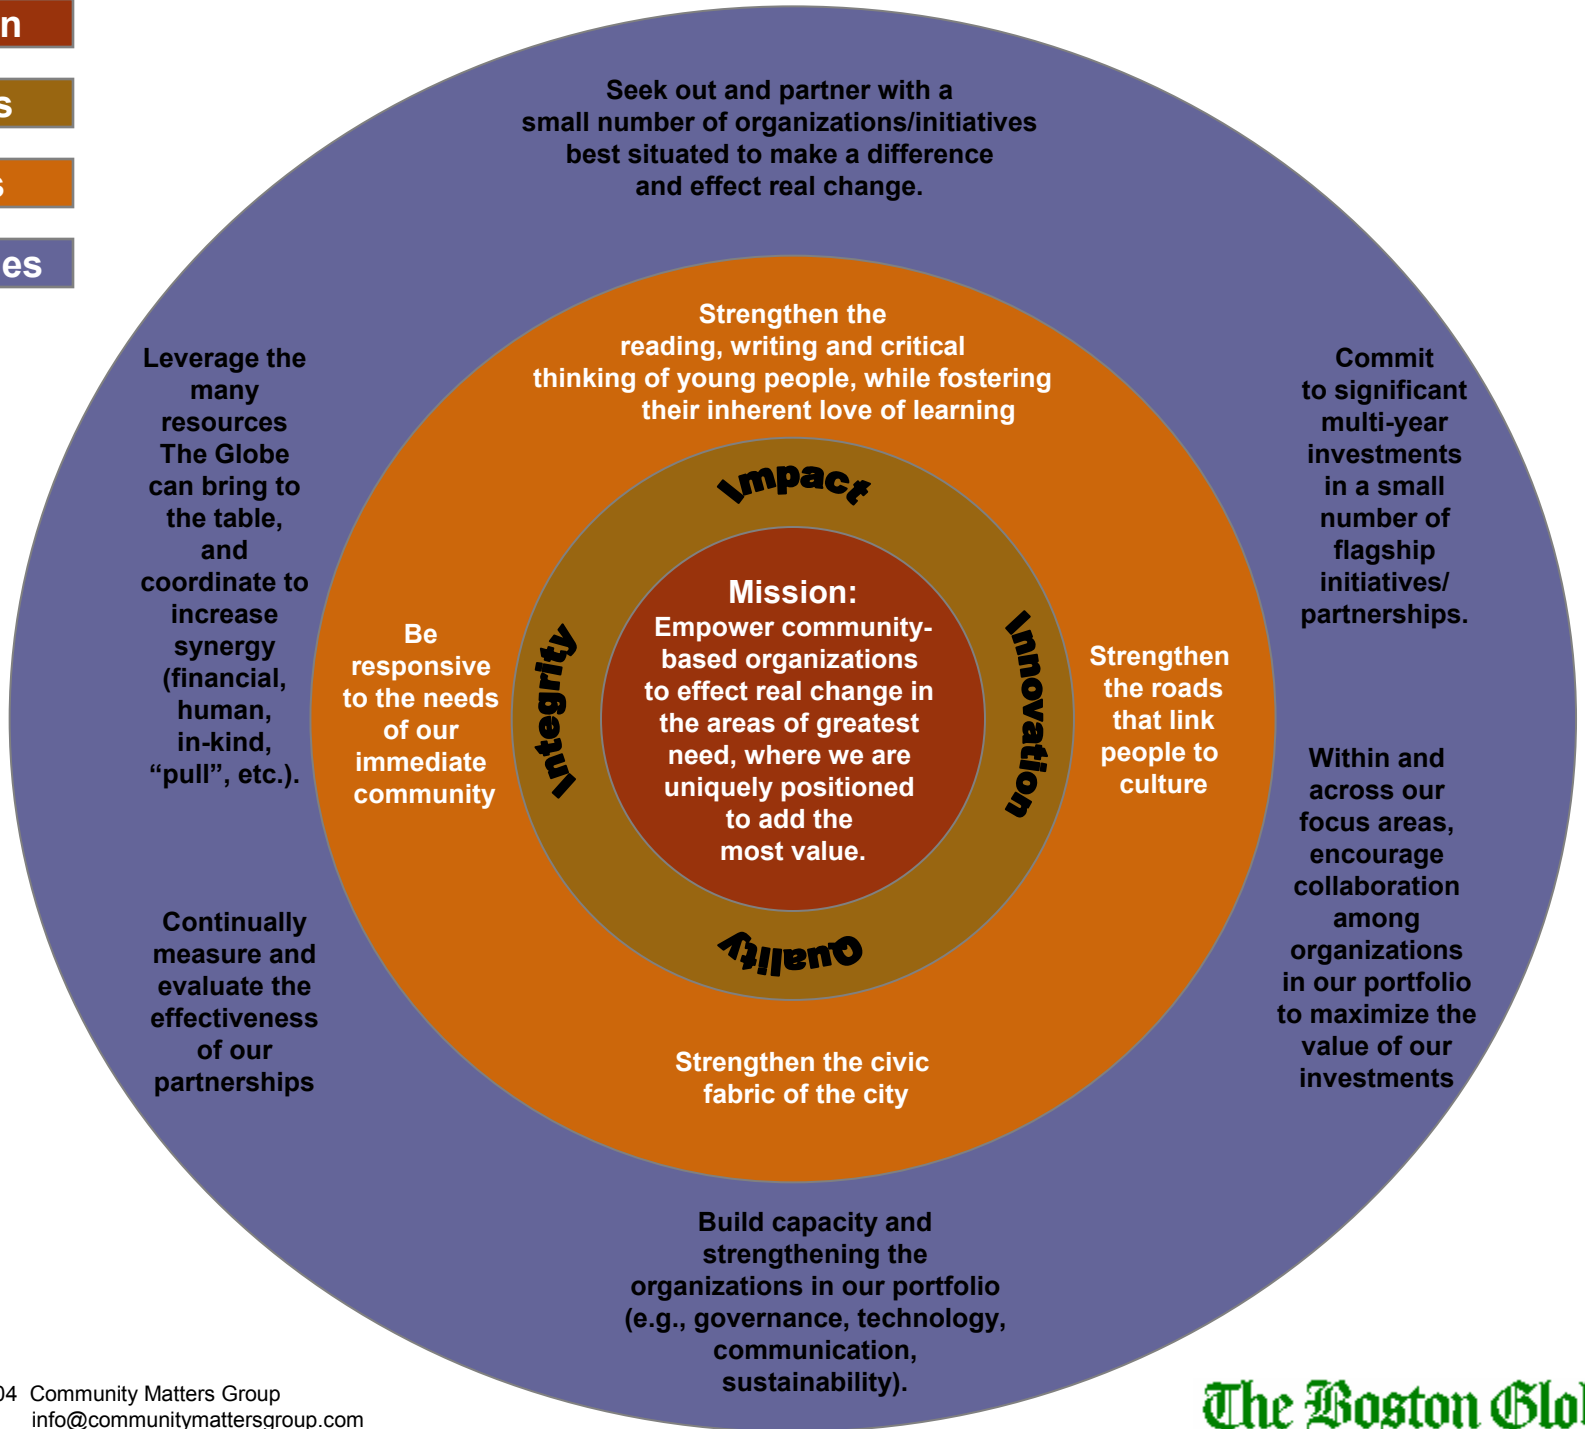 n
s
s
es
Seek out and partner with a
small number of organizations/initiatives
best situated to make a difference
and effect real change.
Strengthen the
reading, writing and critical
thinking of young people, while fostering
their inherent love of learning
Leverage the
many
resources
The Globe
can bring to
the table,
and
coordinate to
increase
synergy
(financial,
human,
in-kind,
“pull”, etc.).
Commit
to significant
multi-year
investments
in a small
number of
flagship
initiatives/
partnerships.
Impact
Integrity
Innovation
Quality
Mission:
Empower community-
based organizations
to effect real change in
the areas of greatest
need, where we are
uniquely positioned
to add the
most value.
Be
responsive
to the needs
of our
immediate
community
Strengthen
the roads
that link
people to
culture
Within and
across our
focus areas,
encourage
collaboration
among
organizations
in our portfolio
to maximize the
value of our
investments
Continually
measure and
evaluate the
effectiveness
of our
partnerships
Strengthen the civic
fabric of the city
Build capacity and
strengthening the
organizations in our portfolio
(e.g., governance, technology,
communication,
sustainability).
04 Community Matters Group
info@communitymattersgroup.com
The Boston Glo